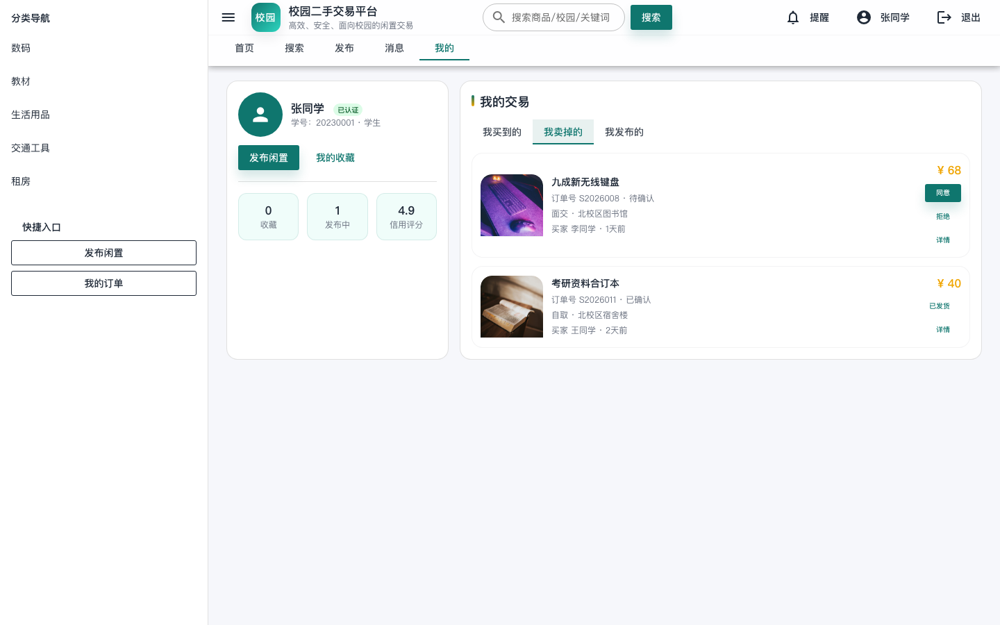 分类导航
数码
教材
生活用品
交通工具
租房
快捷入口
发布闲置
我的订单
校园
校园二手交易平台
高效、安全、面向校园的闲置交易
搜索商品/校园/关键词
搜索
提醒
张同学
退出
首页
搜索
发布
消息
我的
张同学
已认证
学号：20230001 · 学生
发布闲置
我的收藏
0
收藏
1
发布中
4.9
信用评分
我的交易
我买到的
我卖掉的
我发布的
九成新无线键盘
订单号 S2026008 · 待确认
面交 · 北校区图书馆
买家 李同学 · 1天前
¥ 68
同意
拒绝
详情
考研资料合订本
订单号 S2026011 · 已确认
自取 · 北校区宿舍楼
买家 王同学 · 2天前
¥ 40
已发货
详情